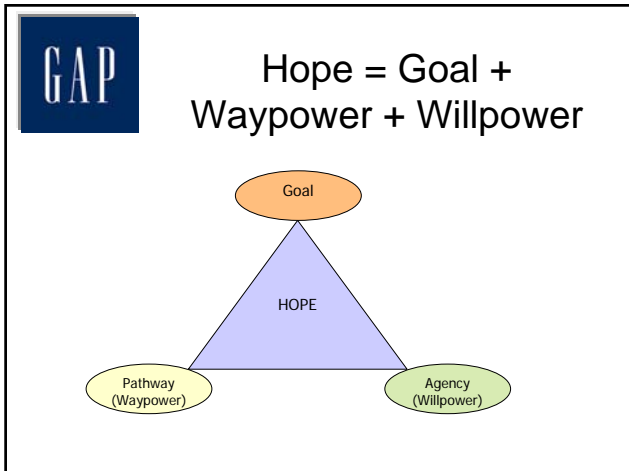 GAP
Hope = Goal +
Waypower + Willpower
Goal
HOPE
Pathway
(Waypower)
Agency
(Willpower)